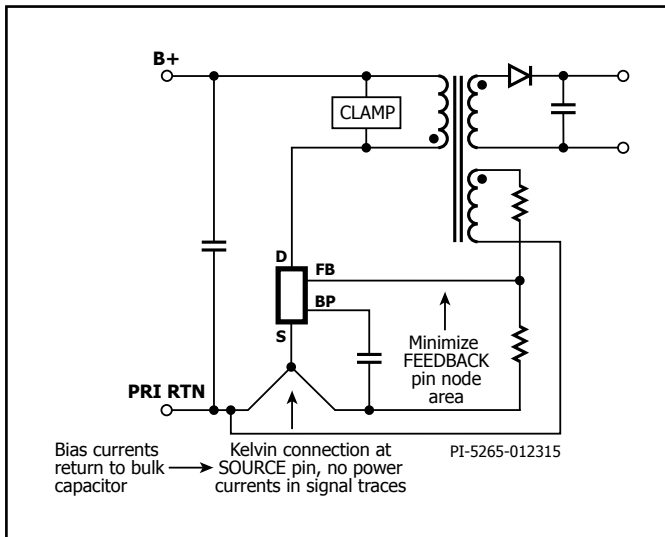 B+
CLAMP
D
FB
BP
S
Minimize
FEEDBACK
pin node
area
PRI RTN
PI-5265-012315
Bias currents
return to bulk
capacitor
Kelvin connection at
SOURCE pin, no power
currents in signal traces